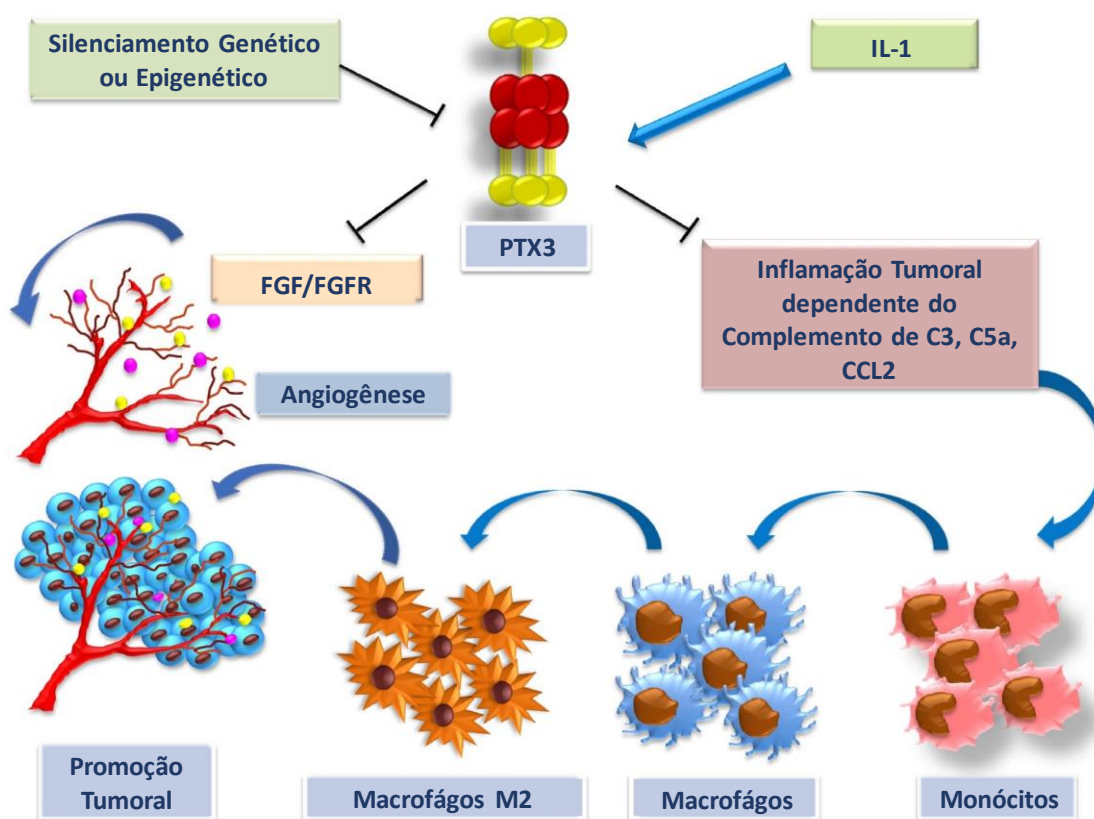 Silenciamento Genético
ou Epigenético
IL-1
PTX3
FGF/FGFR
Inflamação Tumoral
dependente do
Complemento de C3, C5a,
CCL2
Angiogênese
Promoção
Tumoral
Macrofágos M2
Macrofágos
Monócitos